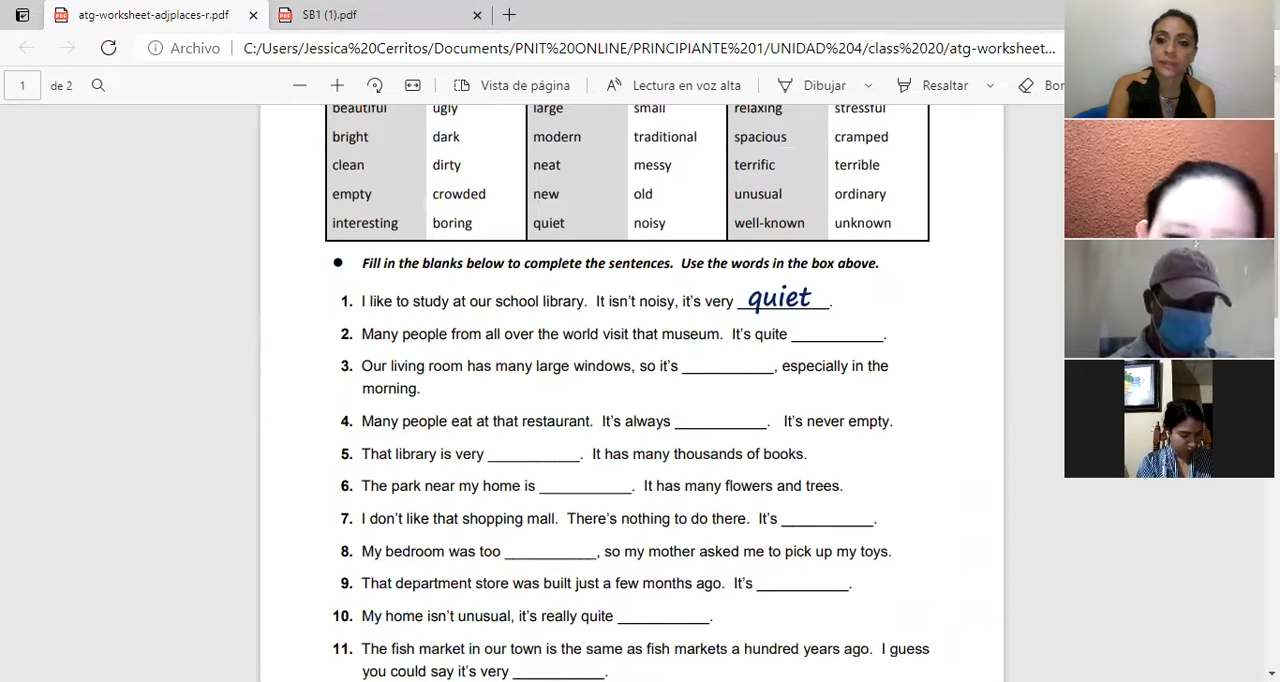 atg-worksheet-adjplaces-r.pdf
SB1 (1).pdf
Archivo C:/Users/Jessica%20Cerritos/Documents/PNIT%20ONLINE/PRINCIPIANTE%201/UNIDAD%204/class%2020/atg-worksheet...
1 de 2 Vista de página Lectura en voz alta Dibujar Resaltar Bor
beautiful ugly large small relaxing stressful
bright dark modern traditional spacious cramped
clean dirty neat messy terrific terrible
empty crowded new old unusual ordinary
interesting boring quiet noisy well-known unknown
● Fill in the blanks below to complete the sentences. Use the words in the box above.
1. I like to study at our school library. It isn't noisy, it's very quiet.
2. Many people from all over the world visit that museum. It's quite ___________.
3. Our living room has many large windows, so it's ___________, especially in the
morning.
4. Many people eat at that restaurant. It's always ___________. It's never empty.
5. That library is very ___________. It has many thousands of books.
6. The park near my home is ___________. It has many flowers and trees.
7. I don't like that shopping mall. There's nothing to do there. It's ___________.
8. My bedroom was too ___________, so my mother asked me to pick up my toys.
9. That department store was built just a few months ago. It's ___________.
10. My home isn't unusual, it's really quite ___________.
11. The fish market in our town is the same as fish markets a hundred years ago. I guess
you could say it's very ___________.